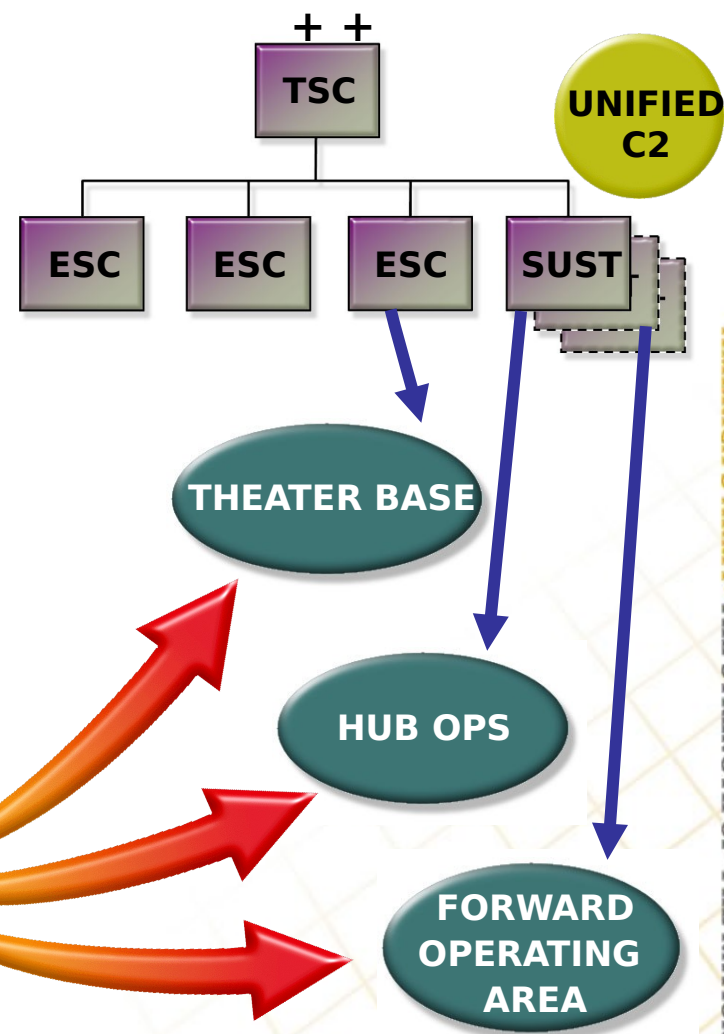 + +
TSC
UNIFIED
C2
ESC
ESC
ESC
SUST
THEATER BASE
HUB OPS
FORWARD
OPERATING
AREA